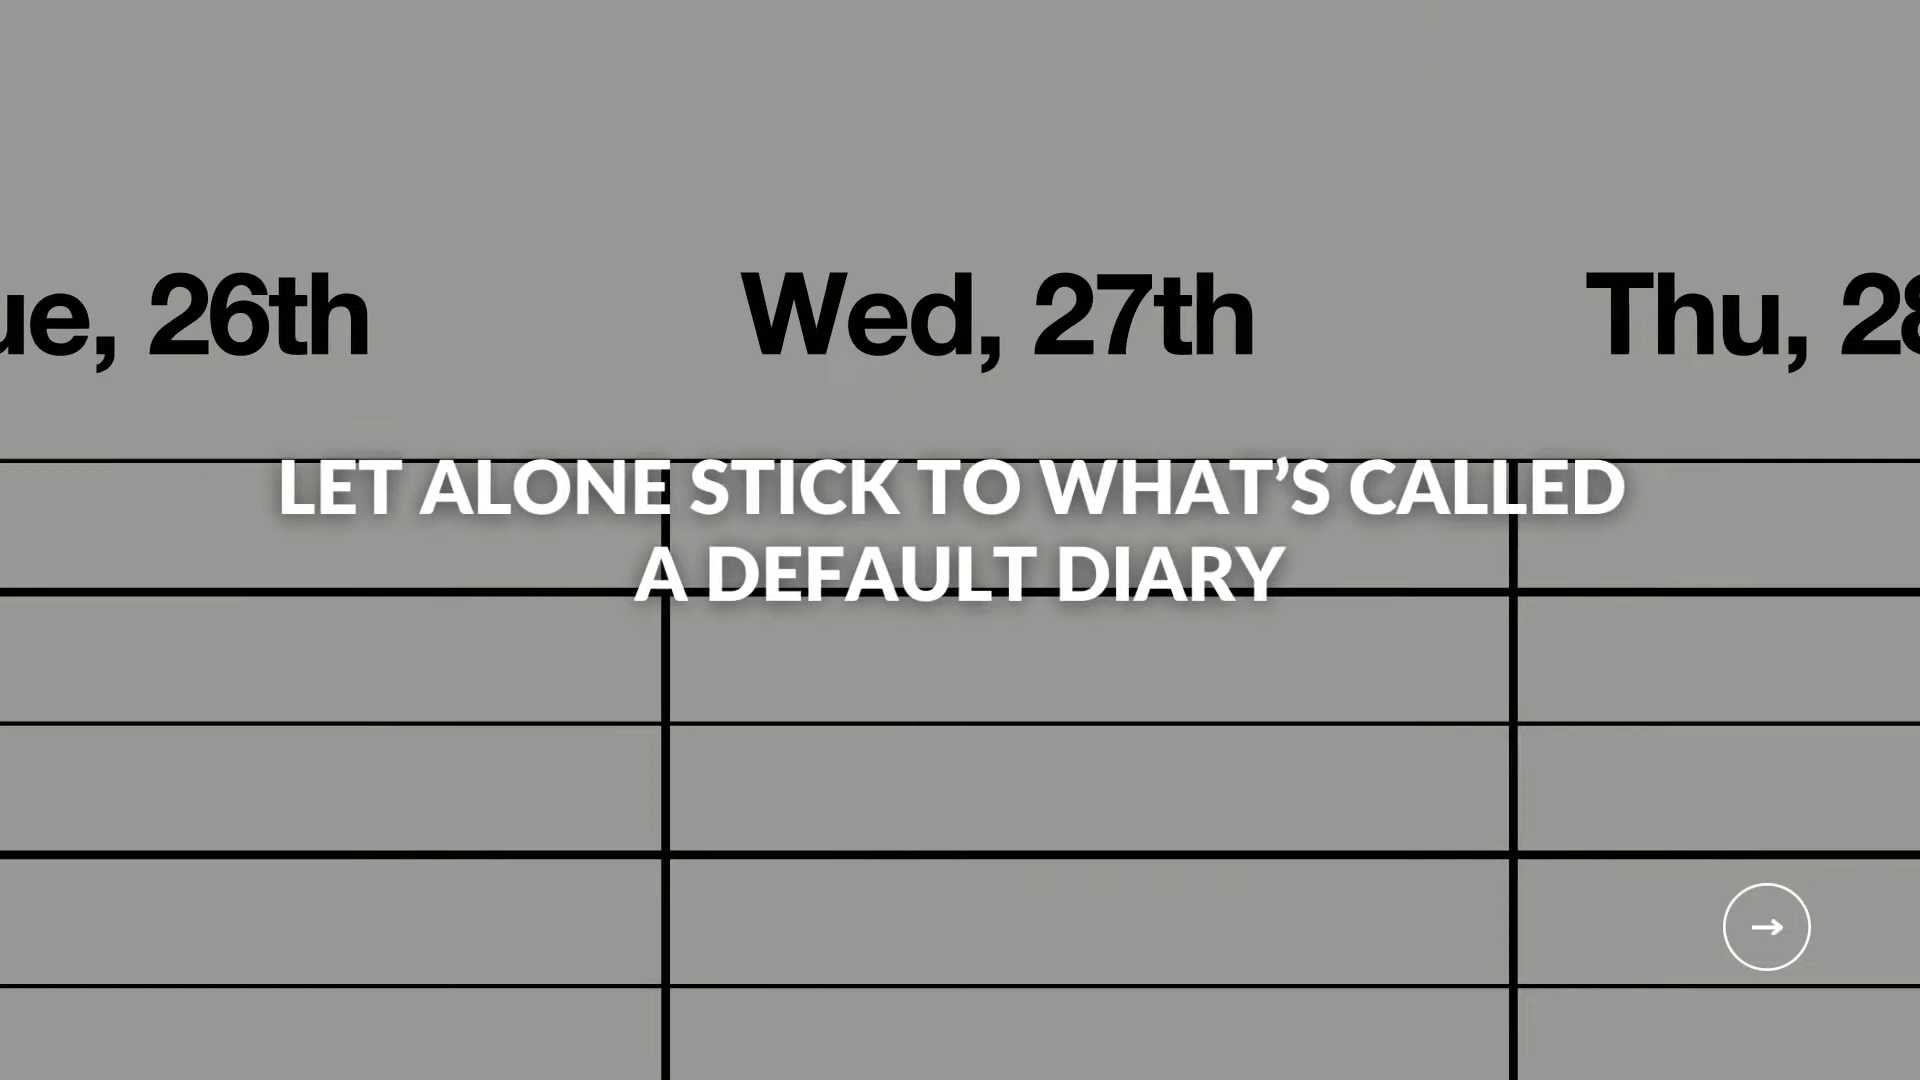 ue, 26th Wed, 27th Thu, 28
LET ALONE STICK TO WHAT’S CALLED
A DEFAULT DIARY